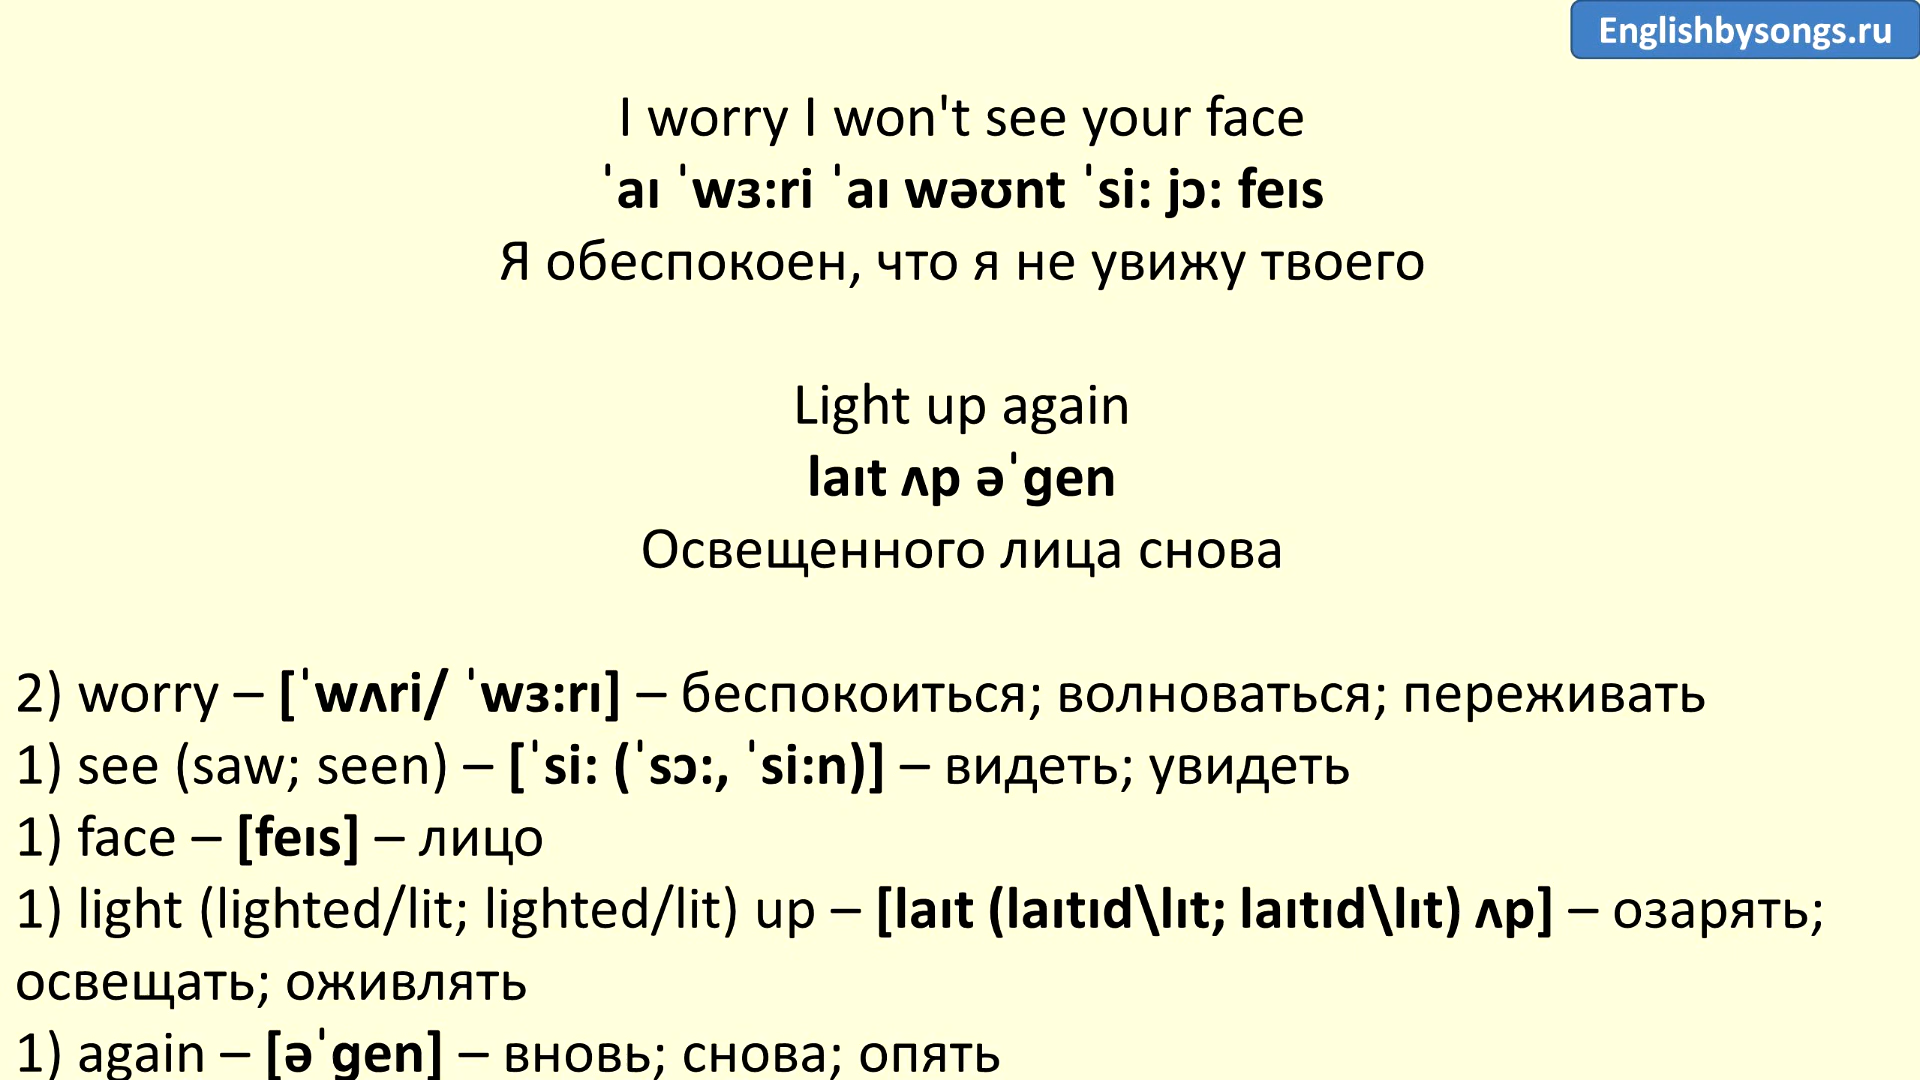 Englishbysongs.ru
I worry I won't see your face
ˈaɪ ˈwɜ:ri ˈaɪ wəʊnt ˈsi: jɔ: feɪs
Я обеспокоен, что я не увижу твоего
Light up again
laɪt ʌp əˈgen
Освещенного лица снова
2) worry – [ˈwʌri/ ˈwɜ:rɪ] – беспокоиться; волноваться; переживать
1) see (saw; seen) – [ˈsi: (ˈsɔ:, ˈsi:n)] – видеть; увидеть
1) face – [feɪs] – лицо
1) light (lighted/lit; lighted/lit) up – [laɪt (laɪtɪd\lɪt; laɪtɪd\lɪt) ʌp] – озарять;
освещать; оживлять
1) again – [əˈgen] – вновь; снова; опять